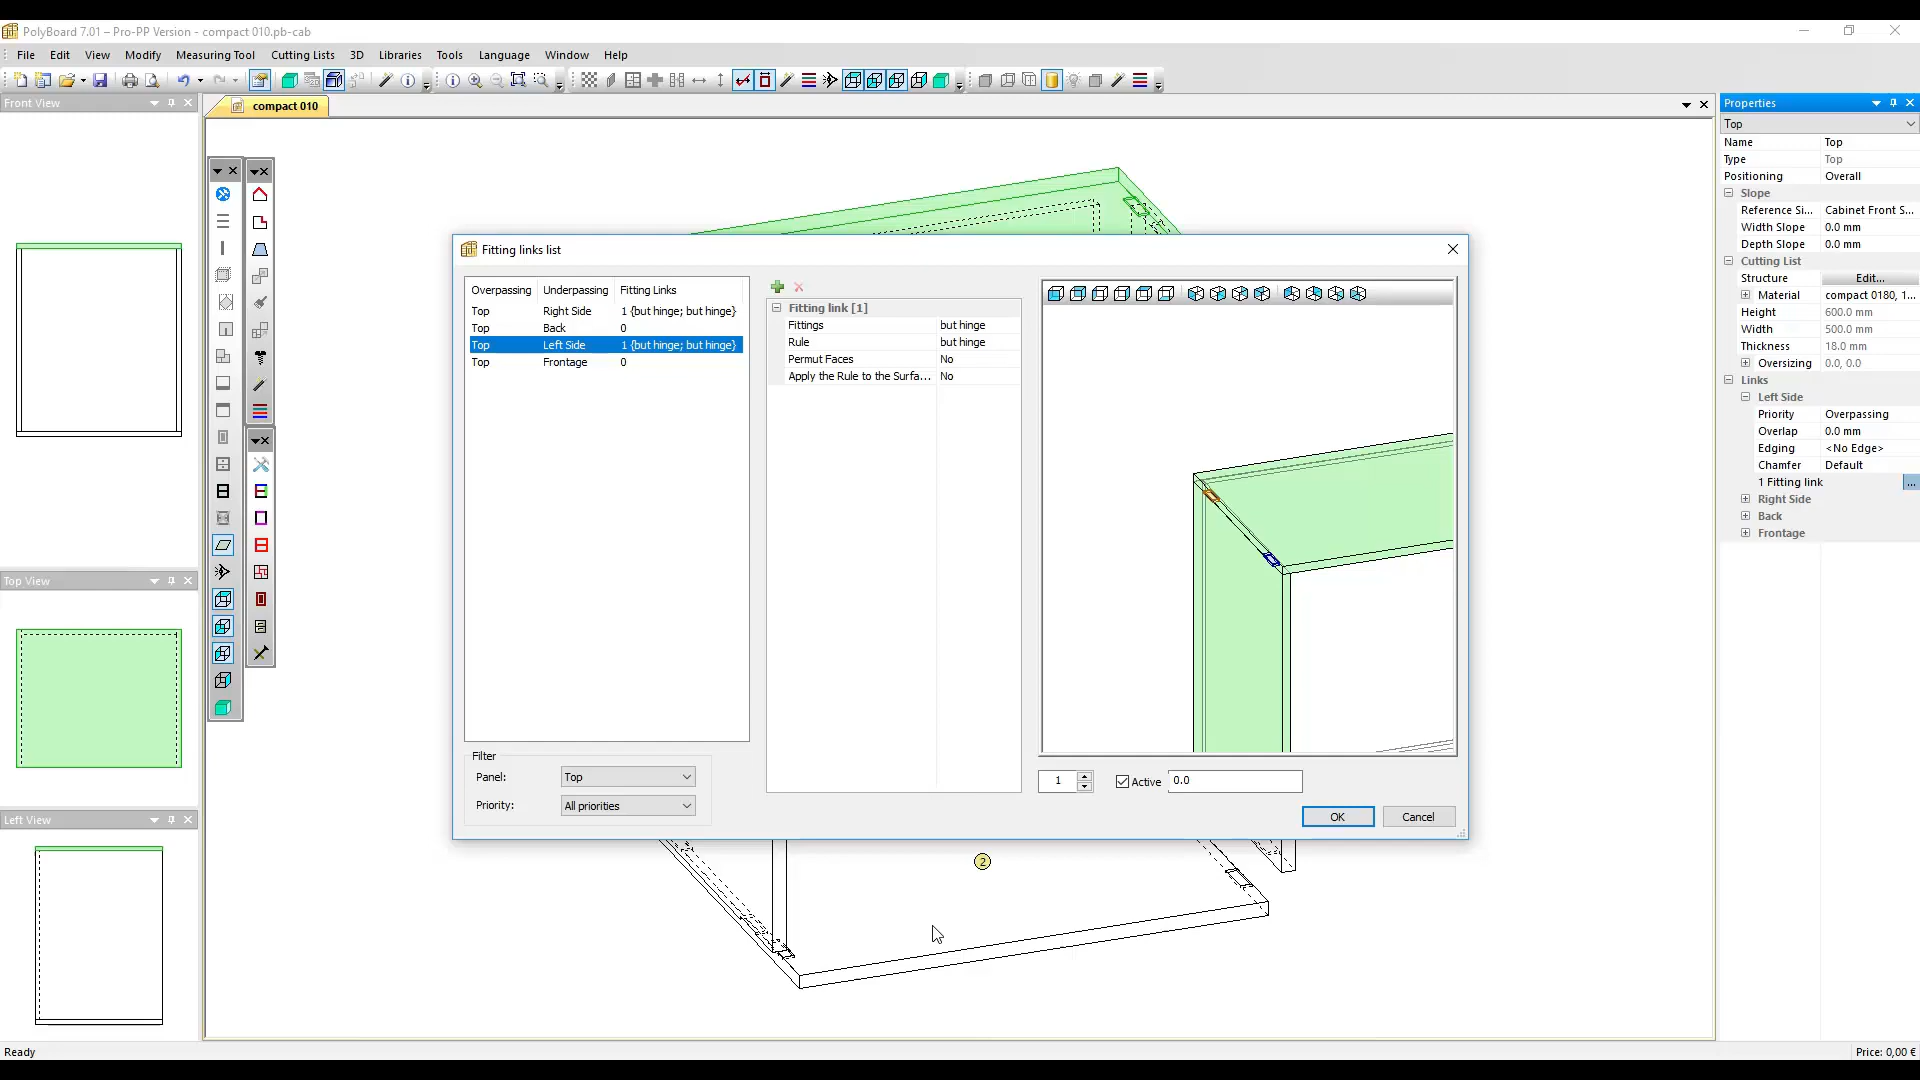 PolyBoard 7.01 – Pro-PP Version - compact 010.pb-cab
File Edit View Modify Measuring Tool Cutting Lists 3D Libraries Tools Language Window Help
Front View
compact 010
Properties
Top
Name Top
Type Top
Positioning Overall
Slope
Reference Si... Cabinet Front S...
Width Slope 0.0 mm
Depth Slope 0.0 mm
Cutting List
Structure Edit...
Material compact 0180, 1...
Height 600.0 mm
Width 500.0 mm
Thickness 18.0 mm
Oversizing 0.0, 0.0
Links
Left Side
Priority Overpassing
Overlap 0.0 mm
Edging <No Edge>
Chamfer Default
1 Fitting link ...
Right Side
Back
Frontage
Fitting links list
Overpassing Underpassing Fitting Links
Top Right Side 1 {but hinge; but hinge}
Top Back 0
Top Left Side 1 {but hinge; but hinge}
Top Frontage 0
Fitting link [1]
Fittings but hinge
Rule but hinge
Permut Faces No
Apply the Rule to the Surfa... No
Filter
Panel: Top
Priority: All priorities
1 Active 0.0
OK Cancel
2
Top View
Left View
Ready Price: 0,00 €